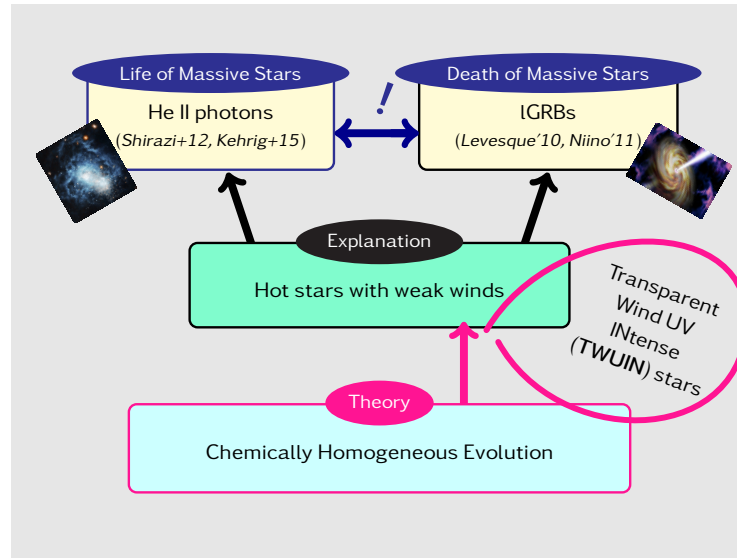 Life of Massive Stars
He II photons
(Shirazi+12, Kehrig+15)
!
Death of Massive Stars
lGRBs
(Levesque'10, Niino'11)
Explanation
Hot stars with weak winds
Transparent
Wind UV
INtense
(TWUIN) stars
Theory
Chemically Homogeneous Evolution